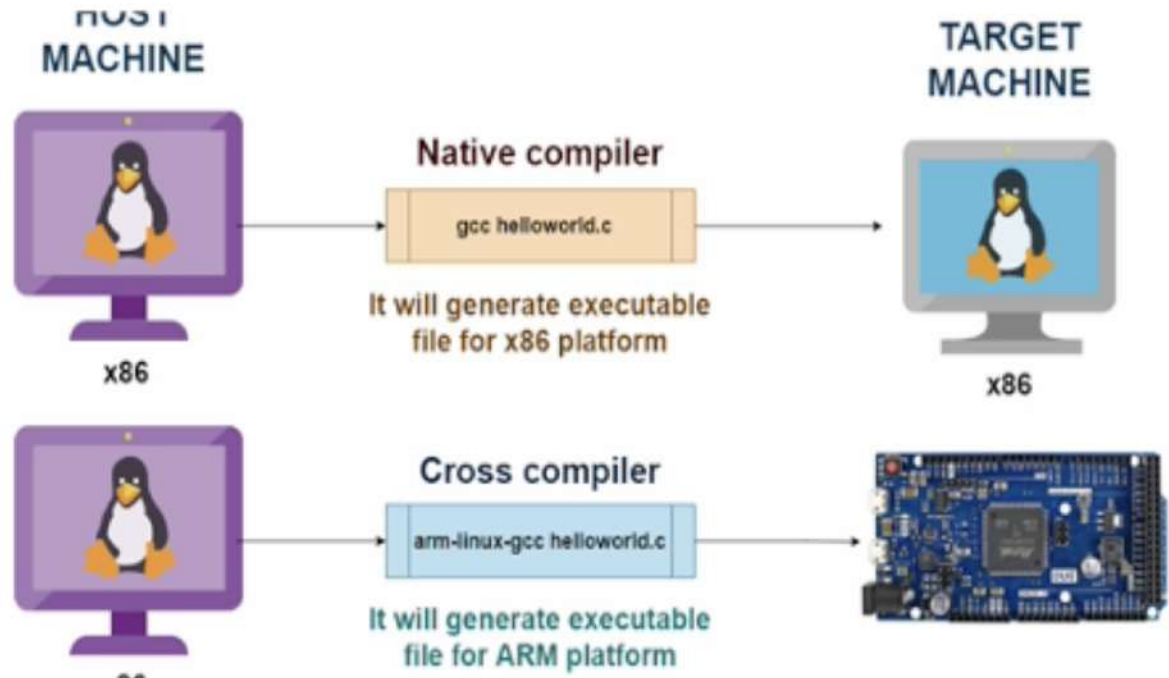 HOST
MACHINE
TARGET
MACHINE
Native compiler
gcc helloworld.c
It will generate executable
file for x86 platform
x86
x86
Cross compiler
arm-linux-gcc helloworld.c
It will generate executable
file for ARM platform